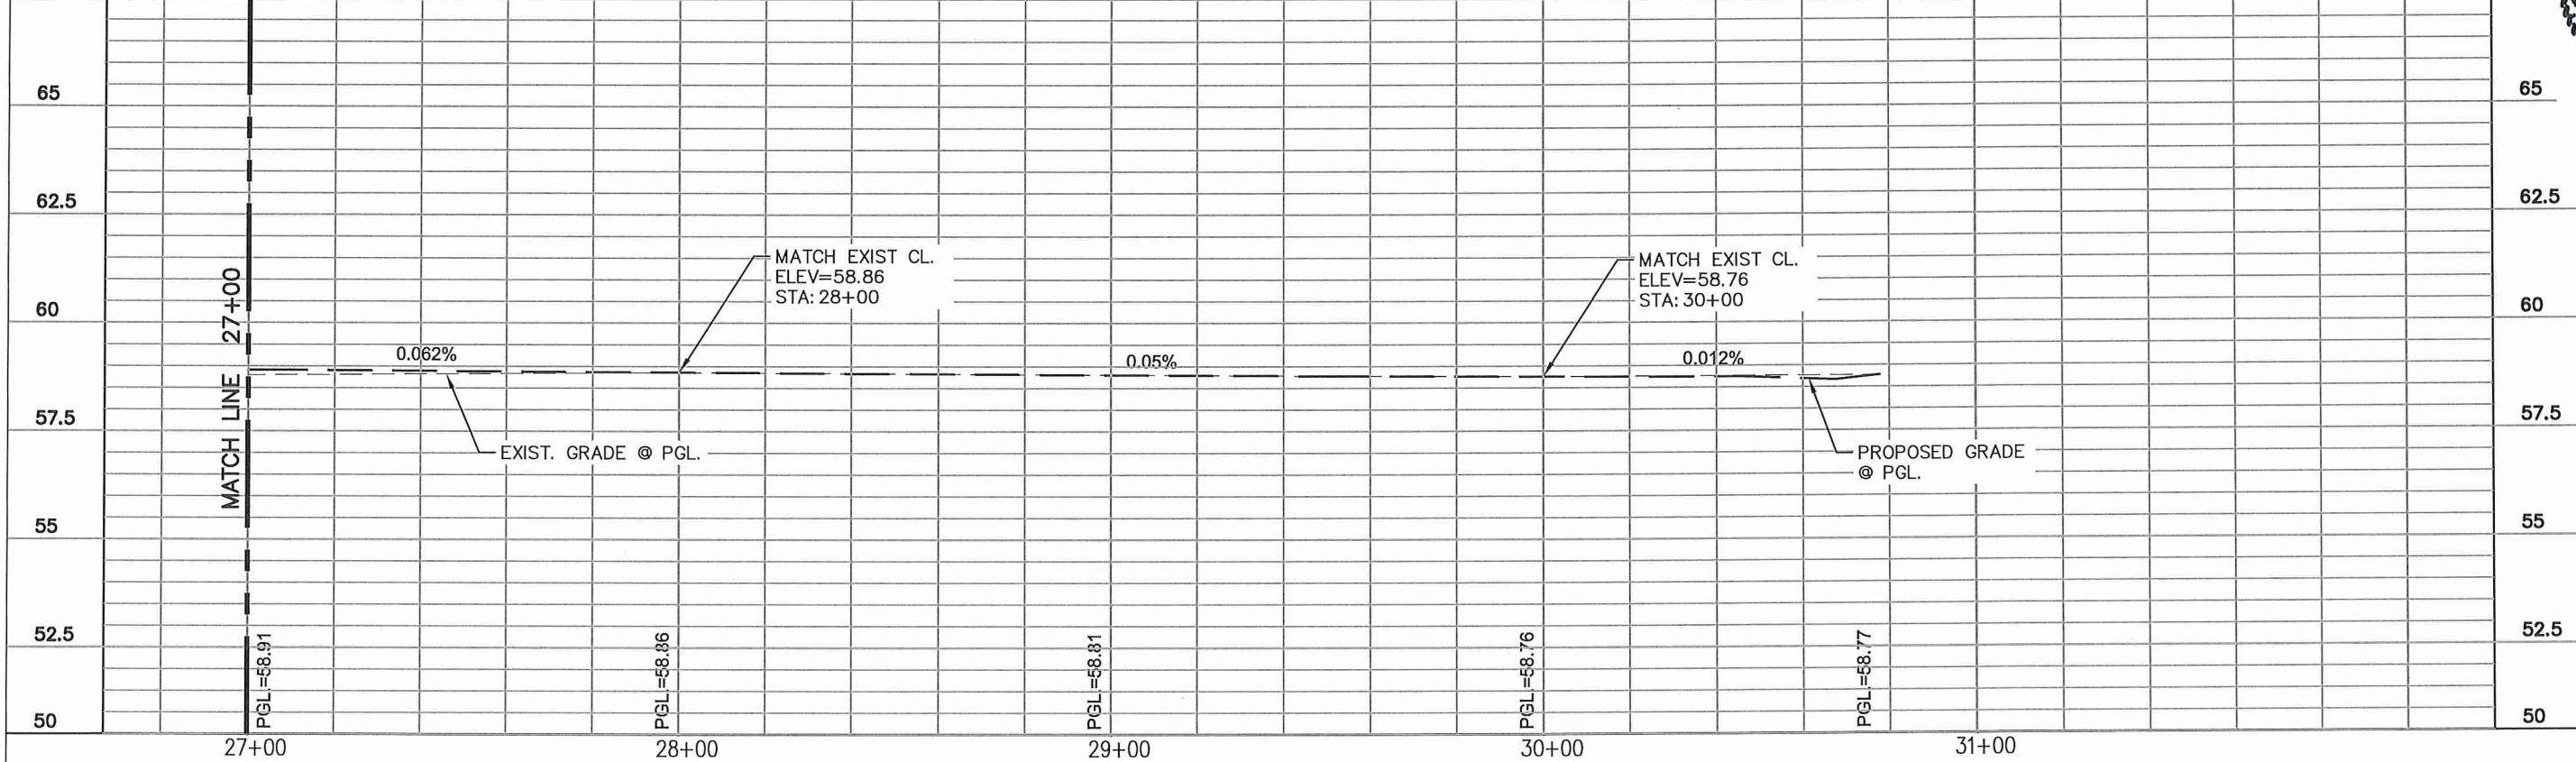 65
65
62.5
62.5
MATCH EXIST CL.
ELEV=58.86
STA: 28+00
MATCH EXIST CL.
ELEV=58.76
STA: 30+00
60
60
MATCH LINE 27+00
0.062%
0.05%
0.012%
57.5
57.5
EXIST. GRADE @ PGL.
PROPOSED GRADE
@ PGL.
55
55
52.5
52.5
PGL.=58.91
PGL.=58.86
PGL.=58.81
PGL.=58.76
PGL.=58.77
50
50
27+00
28+00
29+00
30+00
31+00